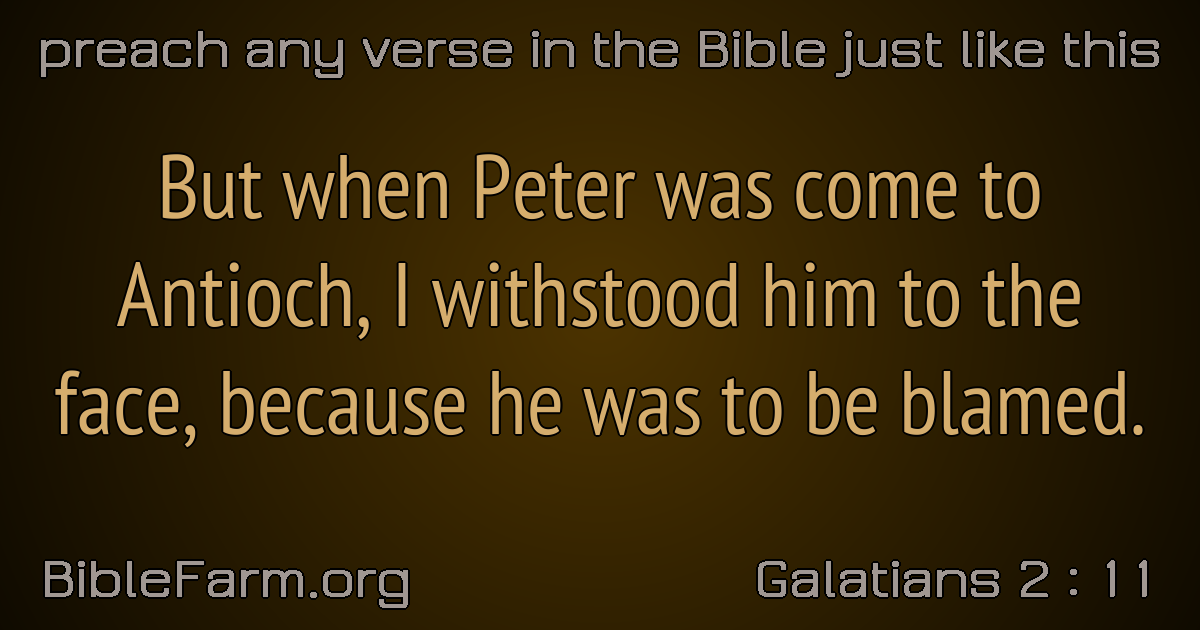 preach any verse in the Bible just like this
But when Peter was come to
Antioch, I withstood him to the
face, because he was to be blamed.
BibleFarm.org
Galatians 2 : 11